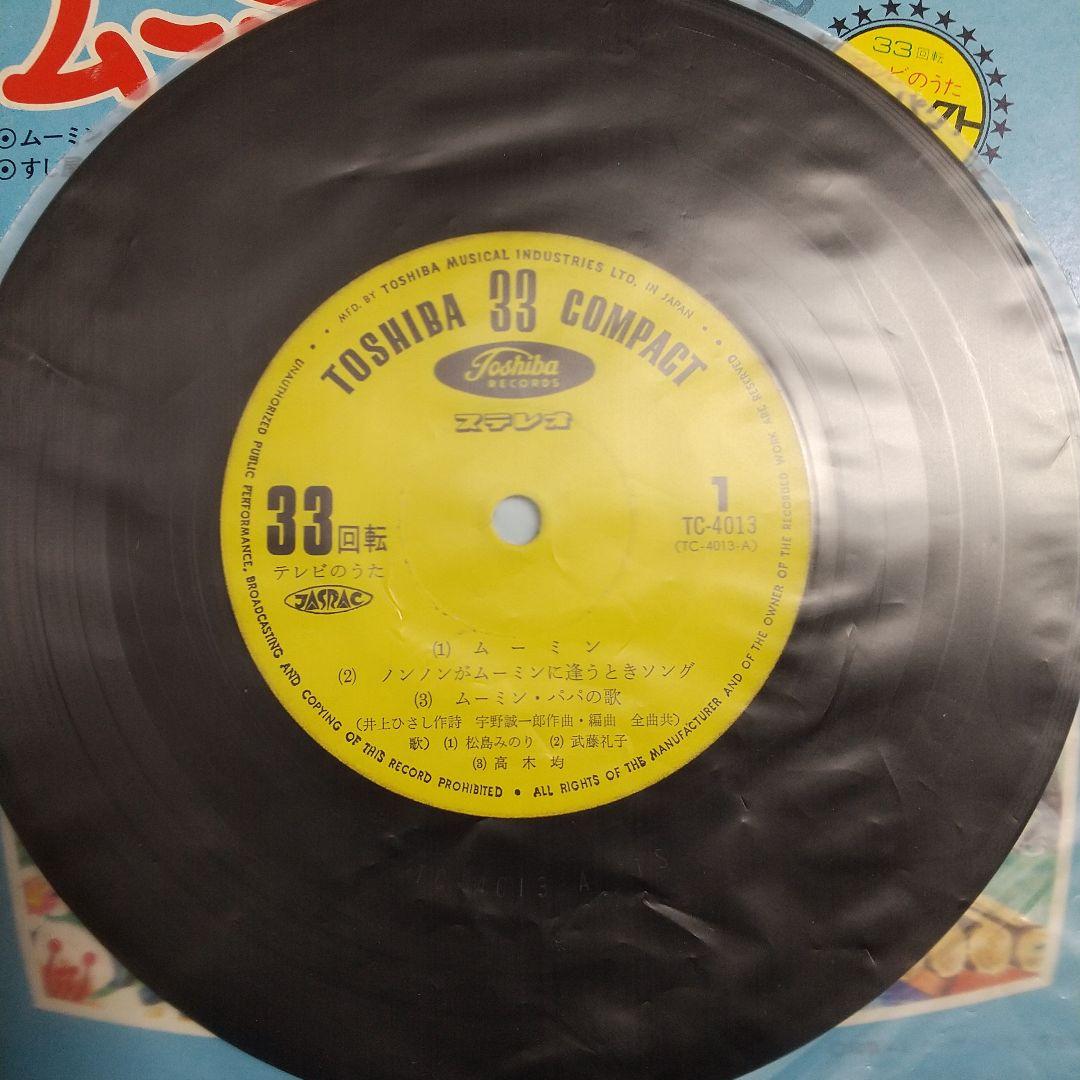 ムー
33回転
ビのうた
⊙ムーミン
⊙すし
MFD. BY TOSHIBA MUSICAL INDUSTRIES LTD. IN JAPAN
TOSHIBA 33 COMPACT
Toshiba
RECORDS
ステレオ
33回転
テレビのうた
JASRAC
1
TC-4013
(TC-4013-A)
(1) ムーミン
(2) ノンノンがムーミンに逢うときソング
(3) ムーミン・パパの歌
(井上ひさし作詩 宇野誠一郎作曲・編曲 全曲共)
歌) (1) 松島みのり (2) 武藤礼子
(3) 高木均
UNAUTHORIZED PUBLIC PERFORMANCE, BROADCASTING AND COPYING OF THIS RECORD PROHIBITED • ALL RIGHTS OF THE MANUFACTURER AND OF THE OWNER OF THE RECORDED WORK ARE RESERVED
4013 A